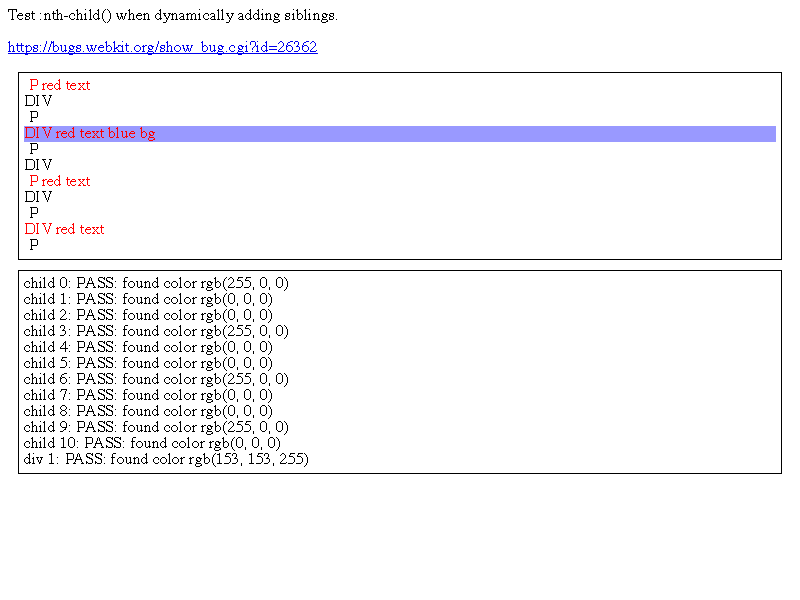 Test :nth-child() when dynamically adding siblings.
https://bugs.webkit.org/show_bug.cgi?id=26362
P red text
DIV
P
DIV red text blue bg
P
DIV
P red text
DIV
P
DIV red text
P
child 0: PASS: found color rgb(255, 0, 0)
child 1: PASS: found color rgb(0, 0, 0)
child 2: PASS: found color rgb(0, 0, 0)
child 3: PASS: found color rgb(255, 0, 0)
child 4: PASS: found color rgb(0, 0, 0)
child 5: PASS: found color rgb(0, 0, 0)
child 6: PASS: found color rgb(255, 0, 0)
child 7: PASS: found color rgb(0, 0, 0)
child 8: PASS: found color rgb(0, 0, 0)
child 9: PASS: found color rgb(255, 0, 0)
child 10: PASS: found color rgb(0, 0, 0)
div 1: PASS: found color rgb(153, 153, 255)